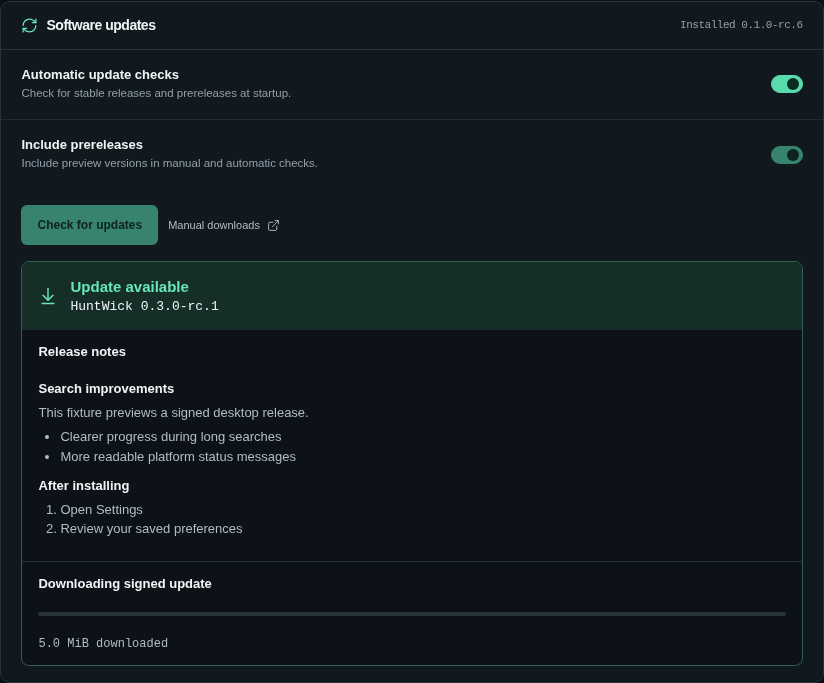 Software updates
Installed 0.1.0-rc.6
Automatic update checks
Check for stable releases and prereleases at startup.
Include prereleases
Include preview versions in manual and automatic checks.
Check for updates
Manual downloads
Update available
HuntWick 0.3.0-rc.1
Release notes
Search improvements
This fixture previews a signed desktop release.
• Clearer progress during long searches
• More readable platform status messages
After installing
1. Open Settings
2. Review your saved preferences
Downloading signed update
5.0 MiB downloaded